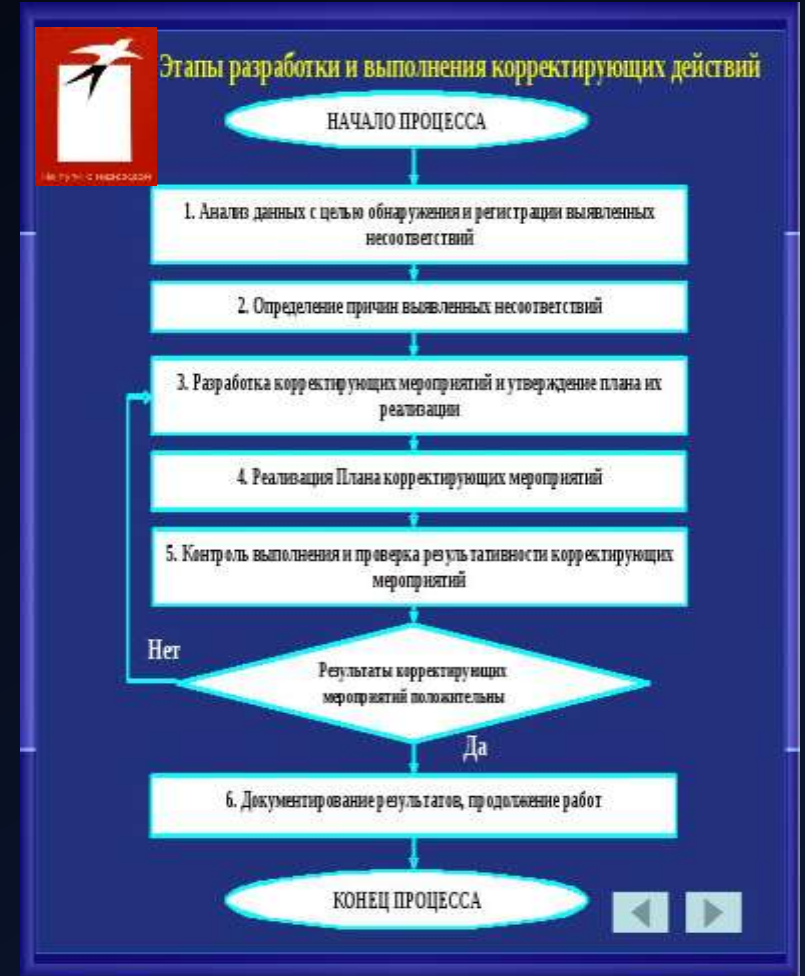 Этапы разработки и выполнения корректирующих действий
НАЧАЛО ПРОЦЕССА
1. Анализ данных с целью обнаружения и регистрации выявленных
несоответствий
2. Определение причин выявленных несоответствий
3. Разработка корректирующих мероприятий и утверждение плана их
реализации
4. Реализация Плана корректирующих мероприятий
5. Контроль выполнения и проверка результативности корректирующих
мероприятий
Нет
Результаты корректирующих
мероприятий положительны
Да
6. Документирование результатов, продолжение работ
КОНЕЦ ПРОЦЕССА